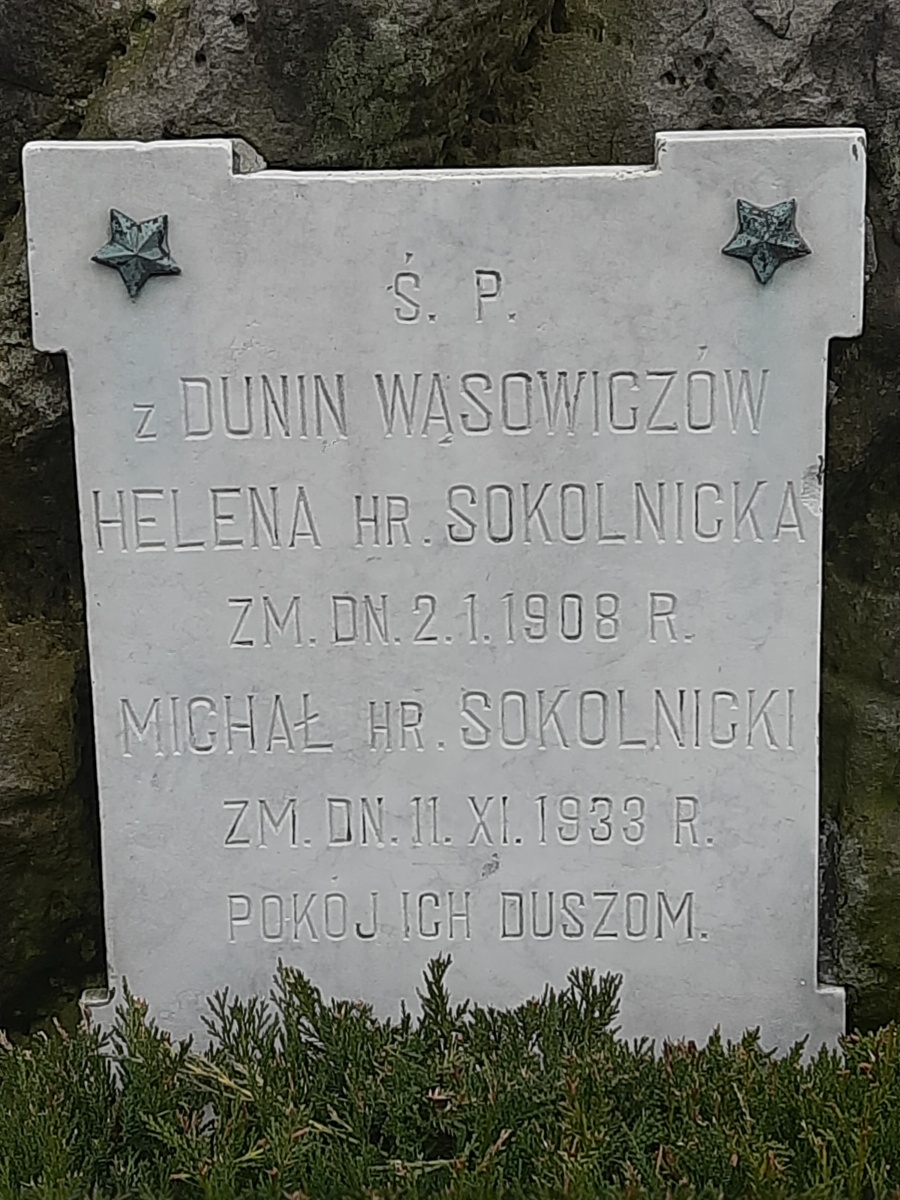 Ś. P.
z DUNIN WĄSOWICZÓW
HELENA HR. SOKOLNICKA
ZM. DN. 2.1.1908 R.
MICHAŁ HR. SOKOLNICKI
ZM. DN. 11. XI. 1933 R.
POKÓJ ICH DUSZOM.